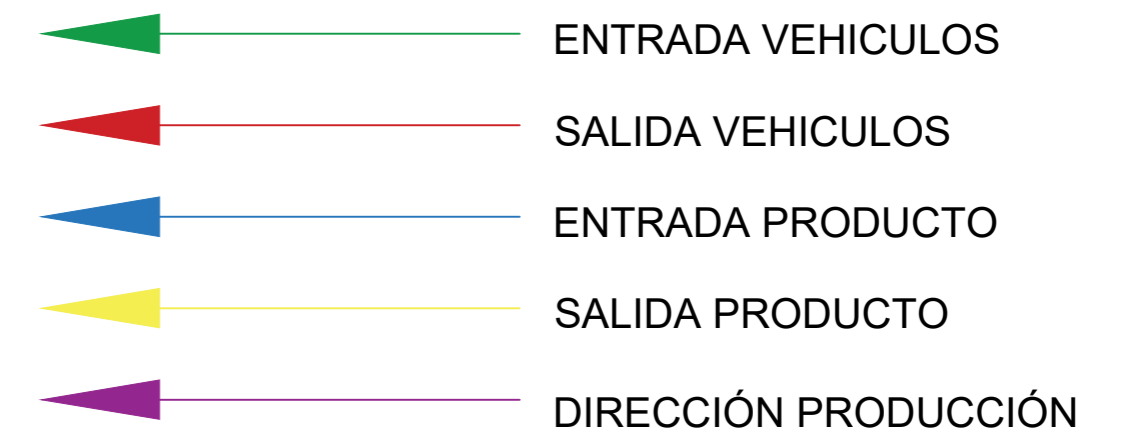 ENTRADA VEHICULOS
SALIDA VEHICULOS
ENTRADA PRODUCTO
SALIDA PRODUCTO
DIRECCIÓN PRODUCCIÓN